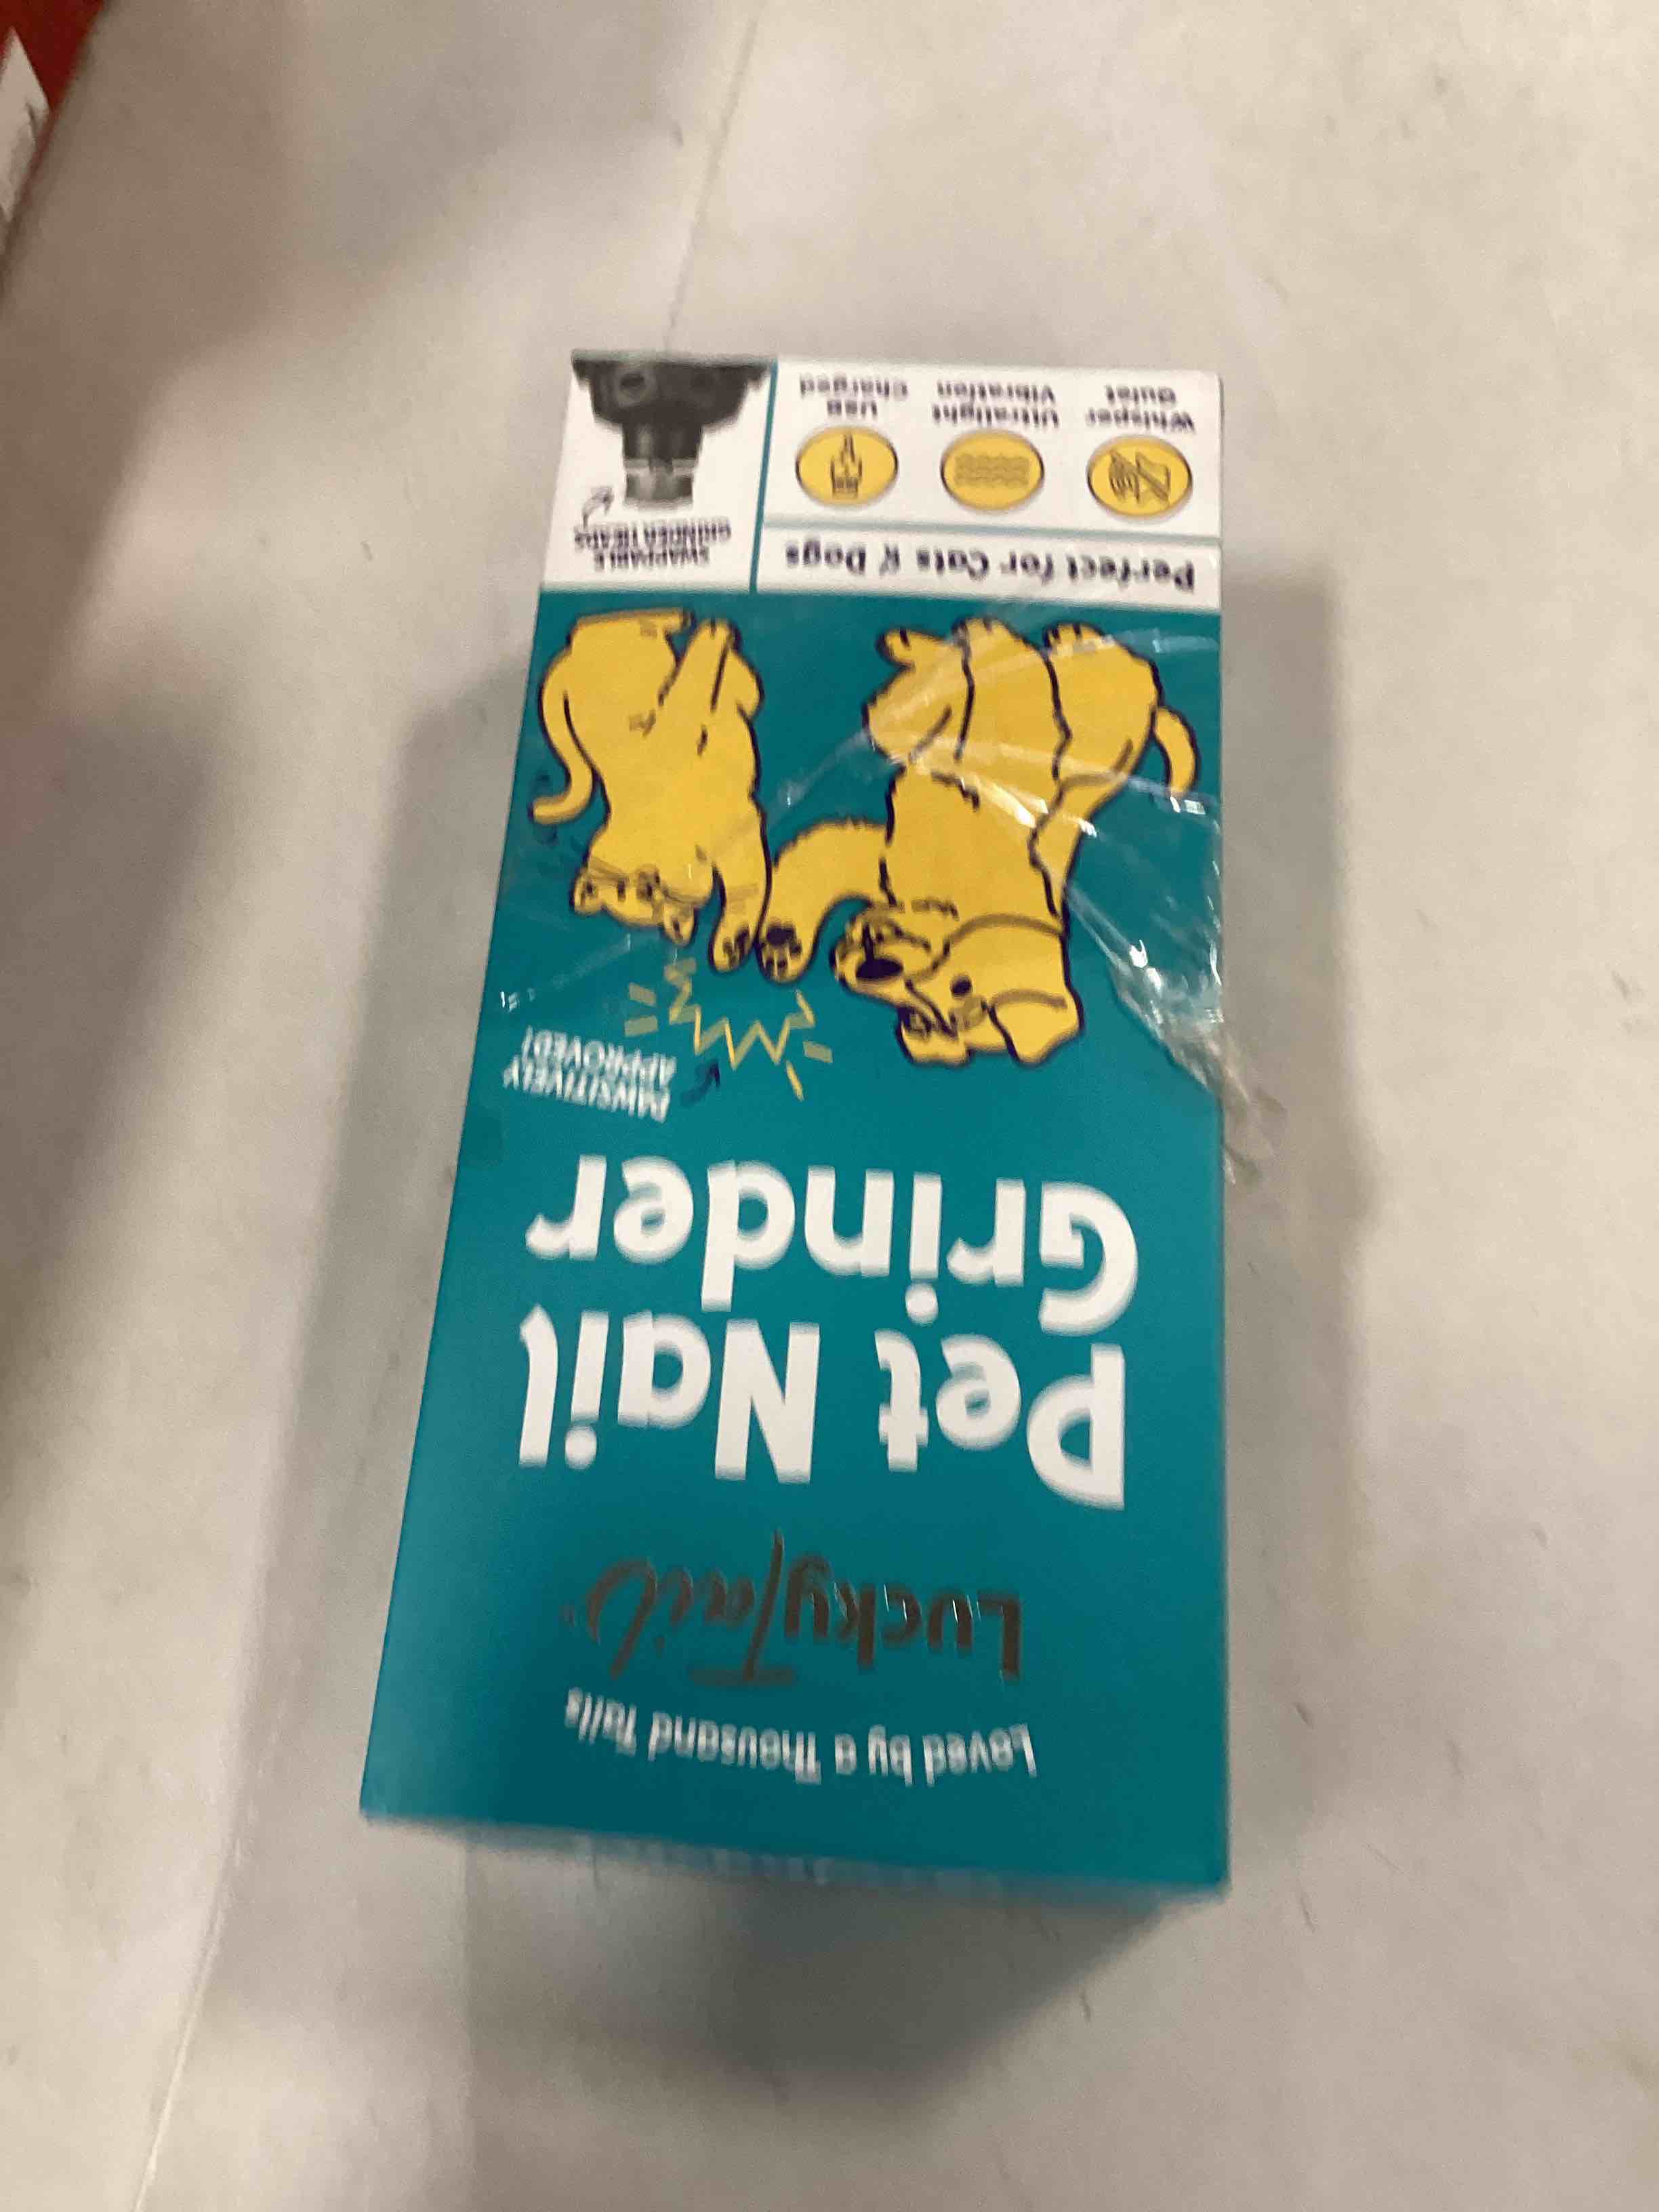 Loved by a Thousand Tails
LuckyTail
Pet Nail
Grinder
PAWSITIVELY
APPROVED!
Perfect for Cats & Dogs
Whisper
Quiet
Ultralight
Vibration
USB
Charged
SWAPPABLE
GRINDER HEADS